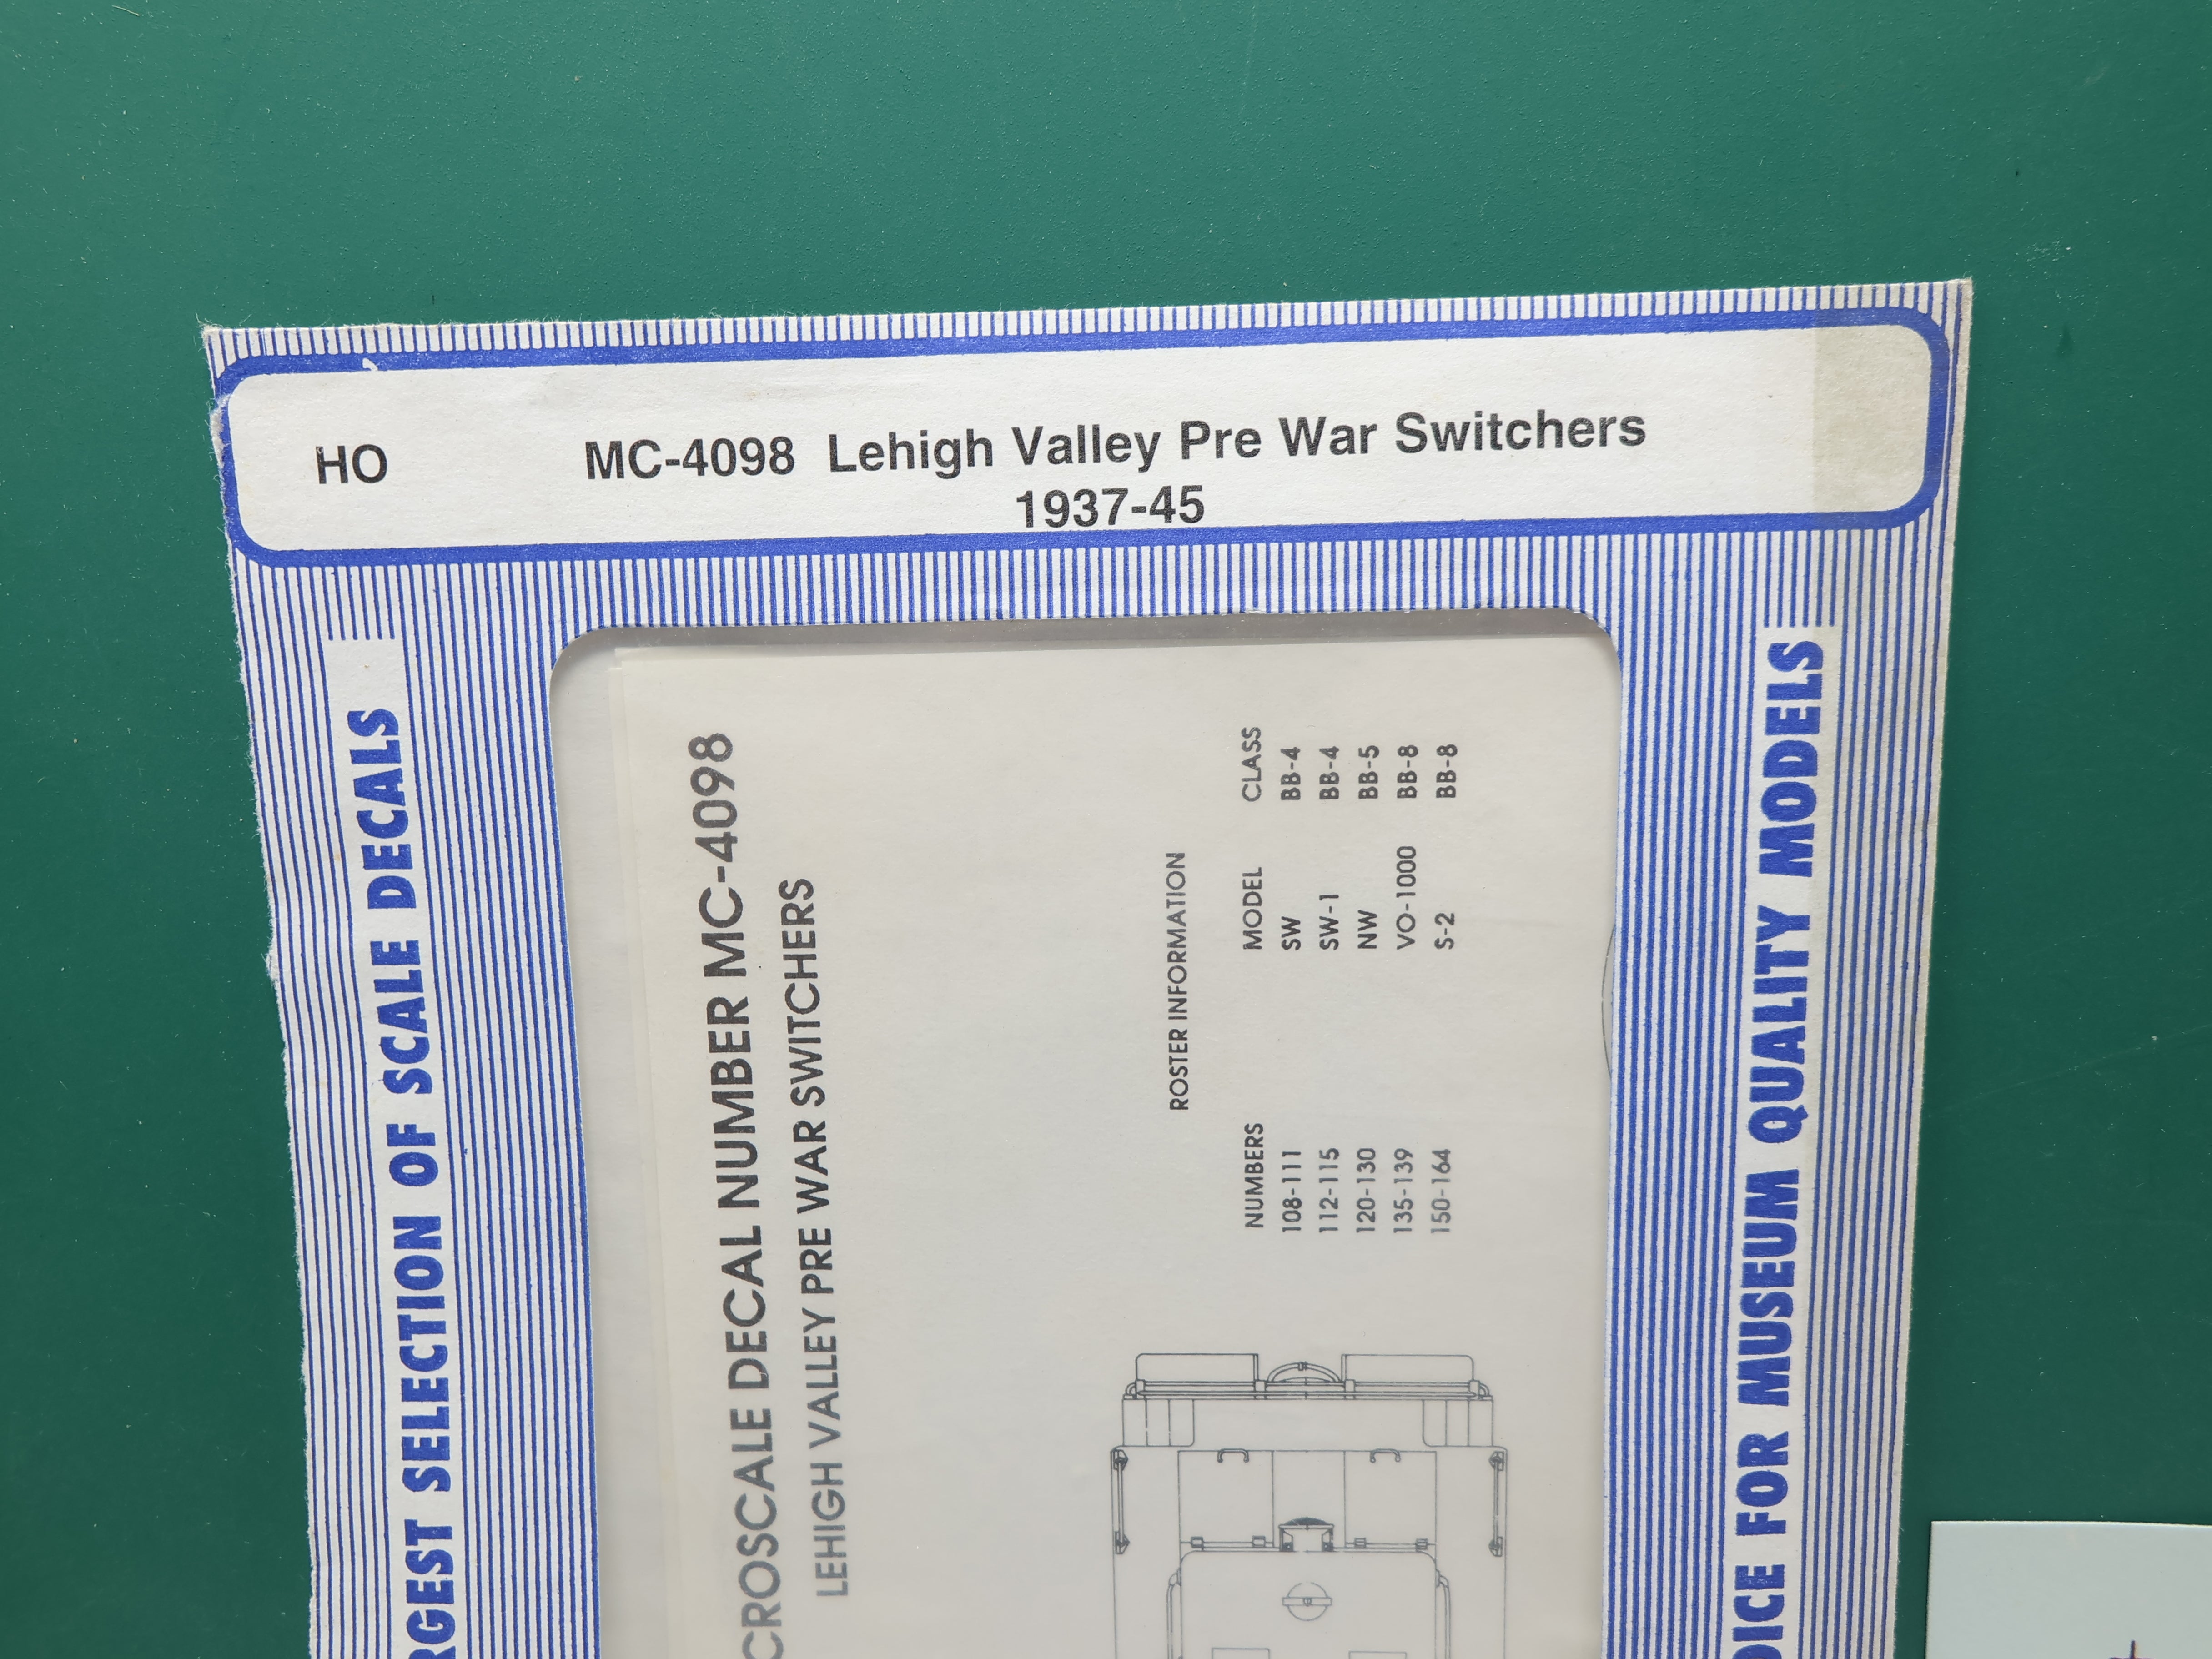 HO
MC-4098 Lehigh Valley Pre War Switchers
1937-45
RGEST SELECTION OF SCALE DECALS
CROSCALE DECAL NUMBER MC-4098
LEHIGH VALLEY PRE WAR SWITCHERS
ROSTER INFORMATION
NUMBERS MODEL CLASS
108-111 SW BB-4
112-115 SW-1 BB-4
120-130 NW BB-5
135-139 VO-1000 BB-8
150-164 S-2 BB-8
OICE FOR MUSEUM QUALITY MODELS